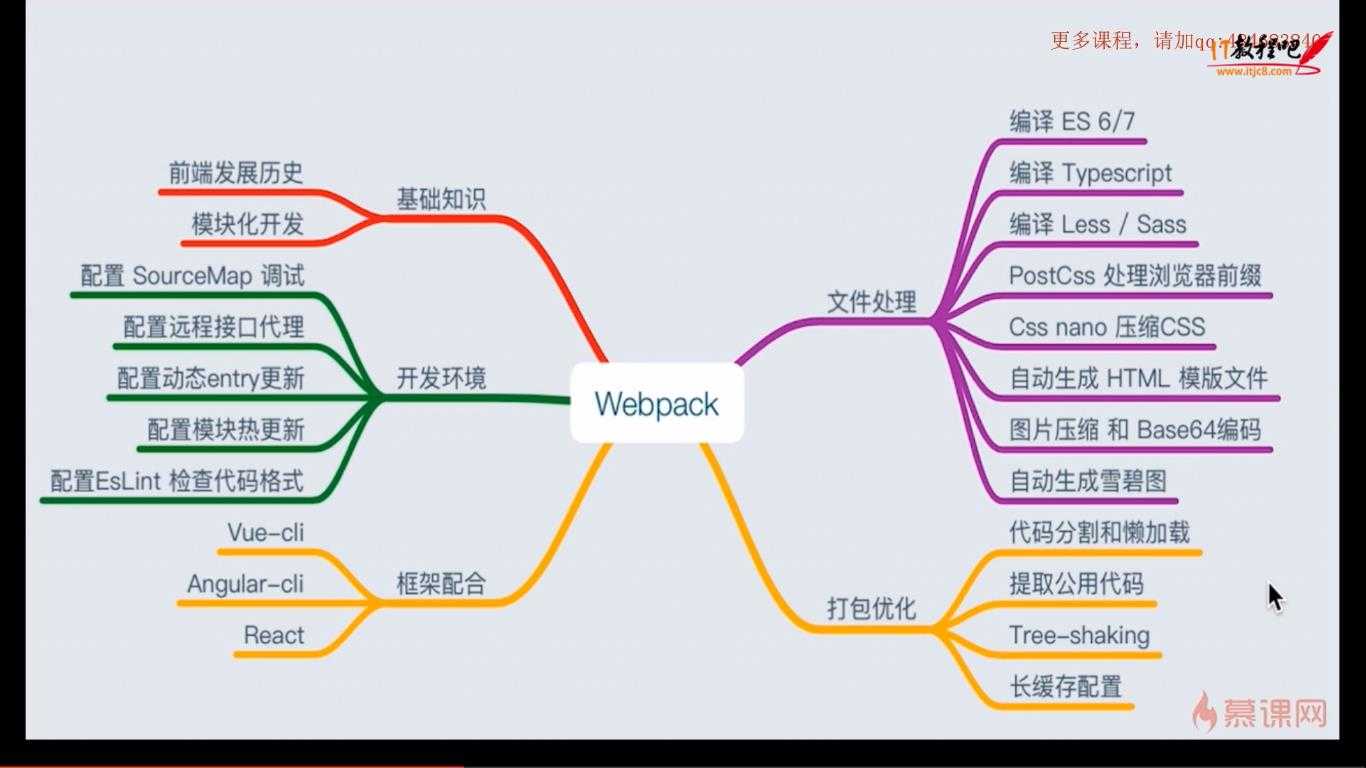 更多课程，请加qq:
IT教程吧
www.itjc8.com
前端发展历史
模块化开发
基础知识
配置 SourceMap 调试
配置远程接口代理
配置动态entry更新
配置模块热更新
配置EsLint 检查代码格式
开发环境
Vue-cli
Angular-cli
React
框架配合
Webpack
文件处理
编译 ES 6/7
编译 Typescript
编译 Less / Sass
PostCss 处理浏览器前缀
Css nano 压缩CSS
自动生成 HTML 模版文件
图片压缩 和 Base64编码
自动生成雪碧图
打包优化
代码分割和懒加载
提取公用代码
Tree-shaking
长缓存配置
慕课网